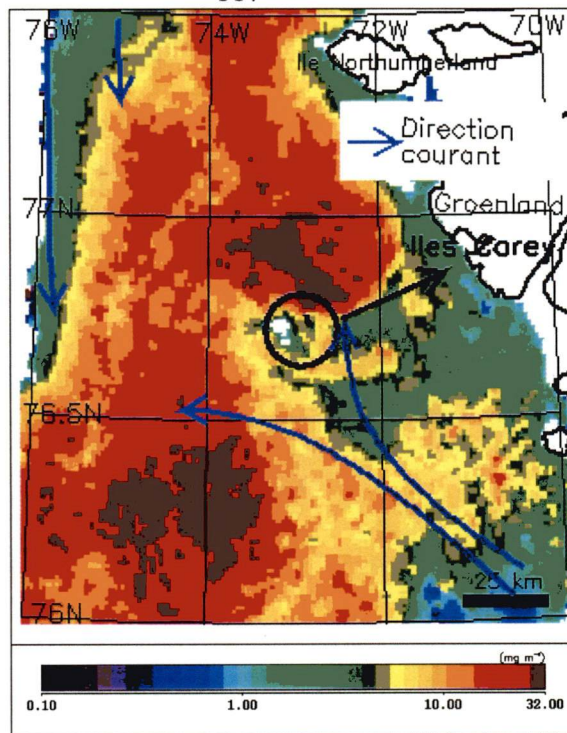 76W
74W
72W
70W
Ile Northumberland
Direction
courant
77N
Groenland
Iles Carey
76.5N
25 km
76N
(mg m⁻³)
0.10
1.00
10.00
32.00